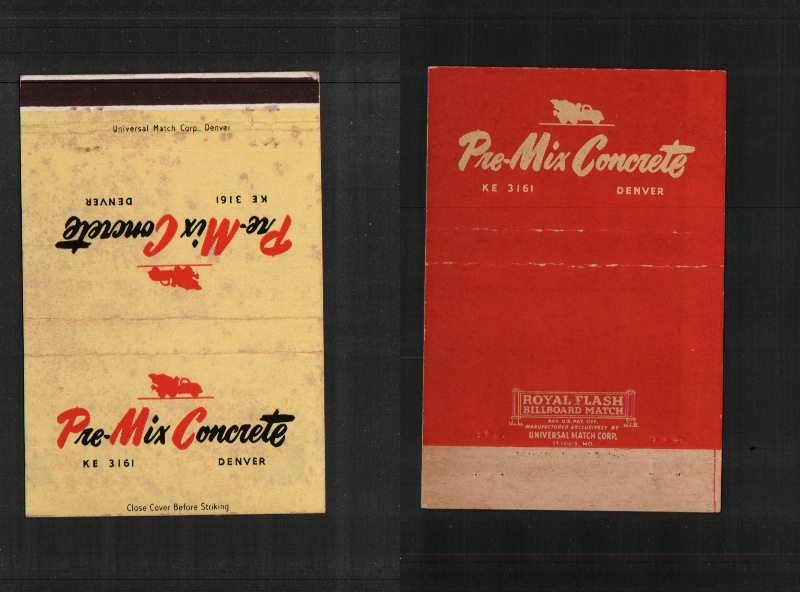 Universal Match Corp., Denver
Pre-Mix Concrete
KE 3161 DENVER
Pre-Mix Concrete
KE 3161 DENVER
Close Cover Before Striking
Pre-Mix Concrete
KE 3161 DENVER
ROYAL FLASH
BILLBOARD MATCH
REG. U.S. PAT. OFF.
MANUFACTURED EXCLUSIVELY BY
UNIVERSAL MATCH CORP.
ST. LOUIS, MO.